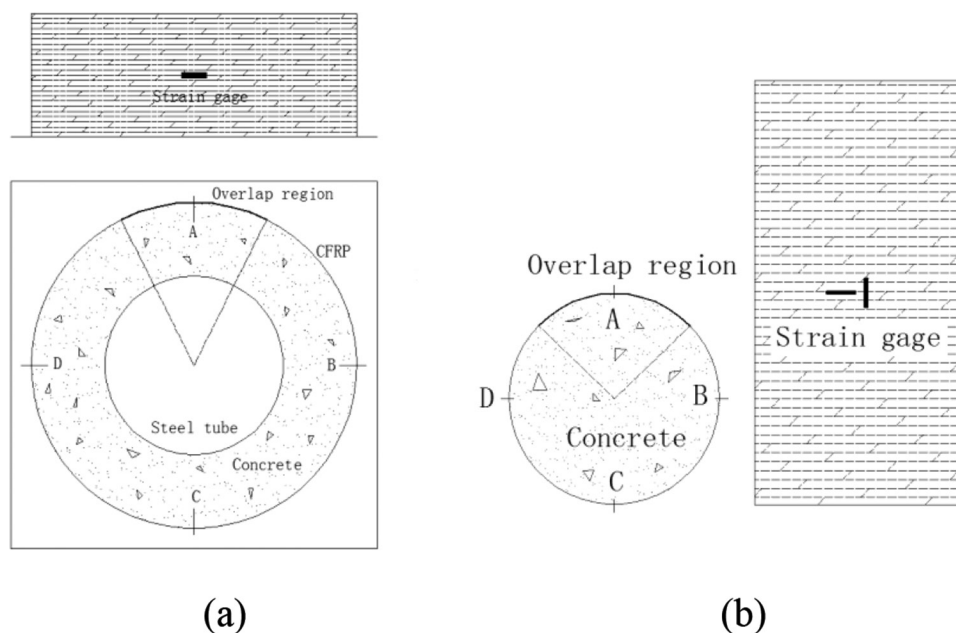 Strain gage
Overlap region
A
CFRP
D
B
Steel tube
Concrete
C
(a)
Overlap region
A
D
B
Concrete
C
Strain gage
(b)